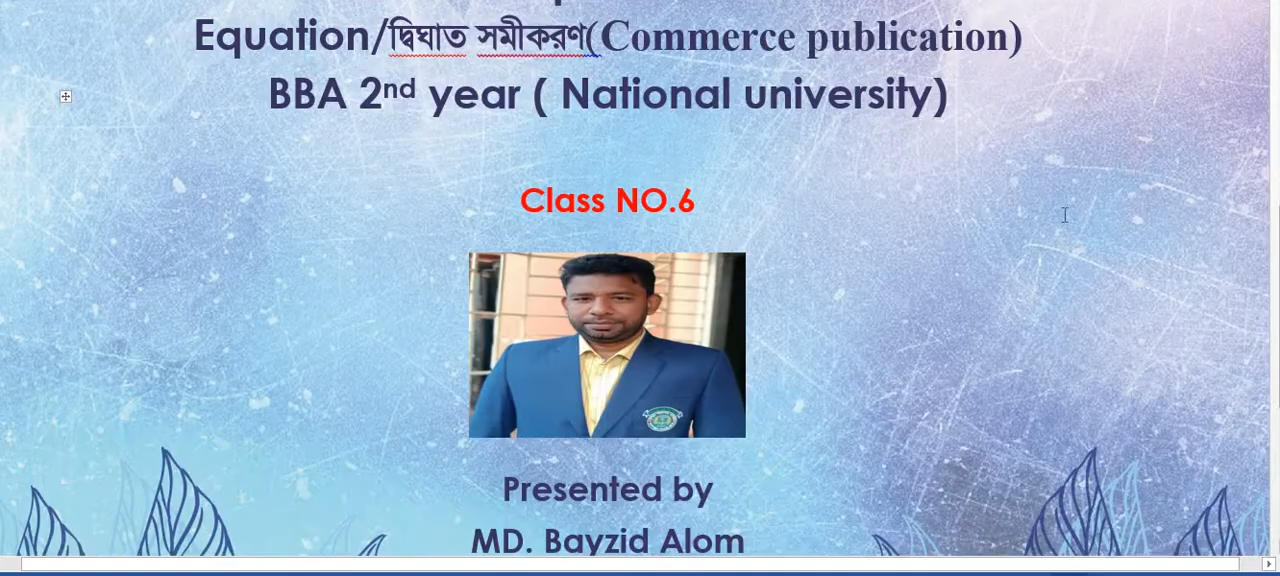 Equation/দ্বিঘাত সমীকরণ(Commerce publication)
BBA 2nd year ( National university)
Class NO.6
Presented by
MD. Bayzid Alom